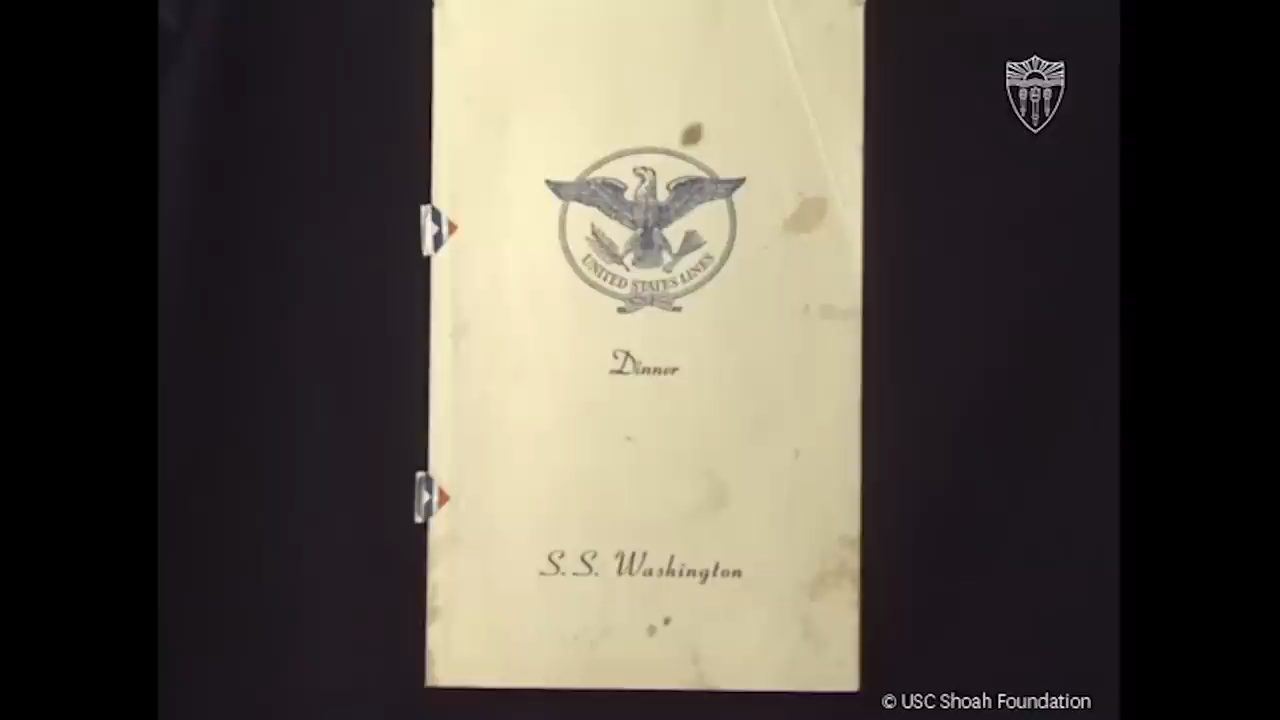 UNITED STATES LINES
Dinner
S. S. Washington
© USC Shoah Foundation